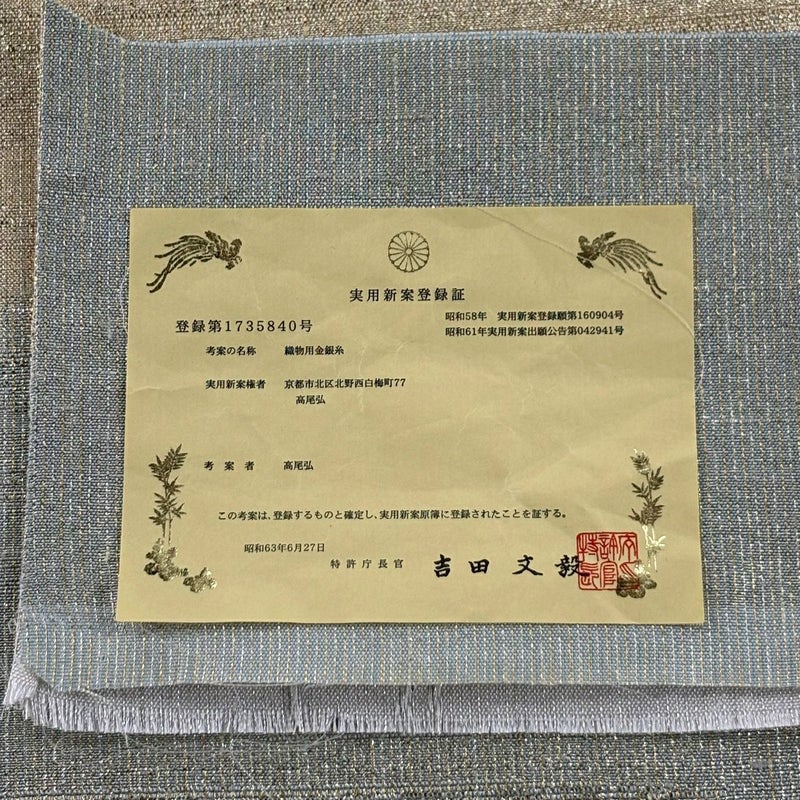 実用新案登録証
昭和58年 実用新案登録願第160904号
昭和61年実用新案出願公告第042941号
登録第1735840号
考案の名称 織物用金銀糸
実用新案権者 京都市北区北野西白梅町77
高尾弘
考案者 高尾弘
この考案は、登録するものと確定し、実用新案原簿に登録されたことを証する。
昭和63年6月27日
特許庁長官 吉田文毅